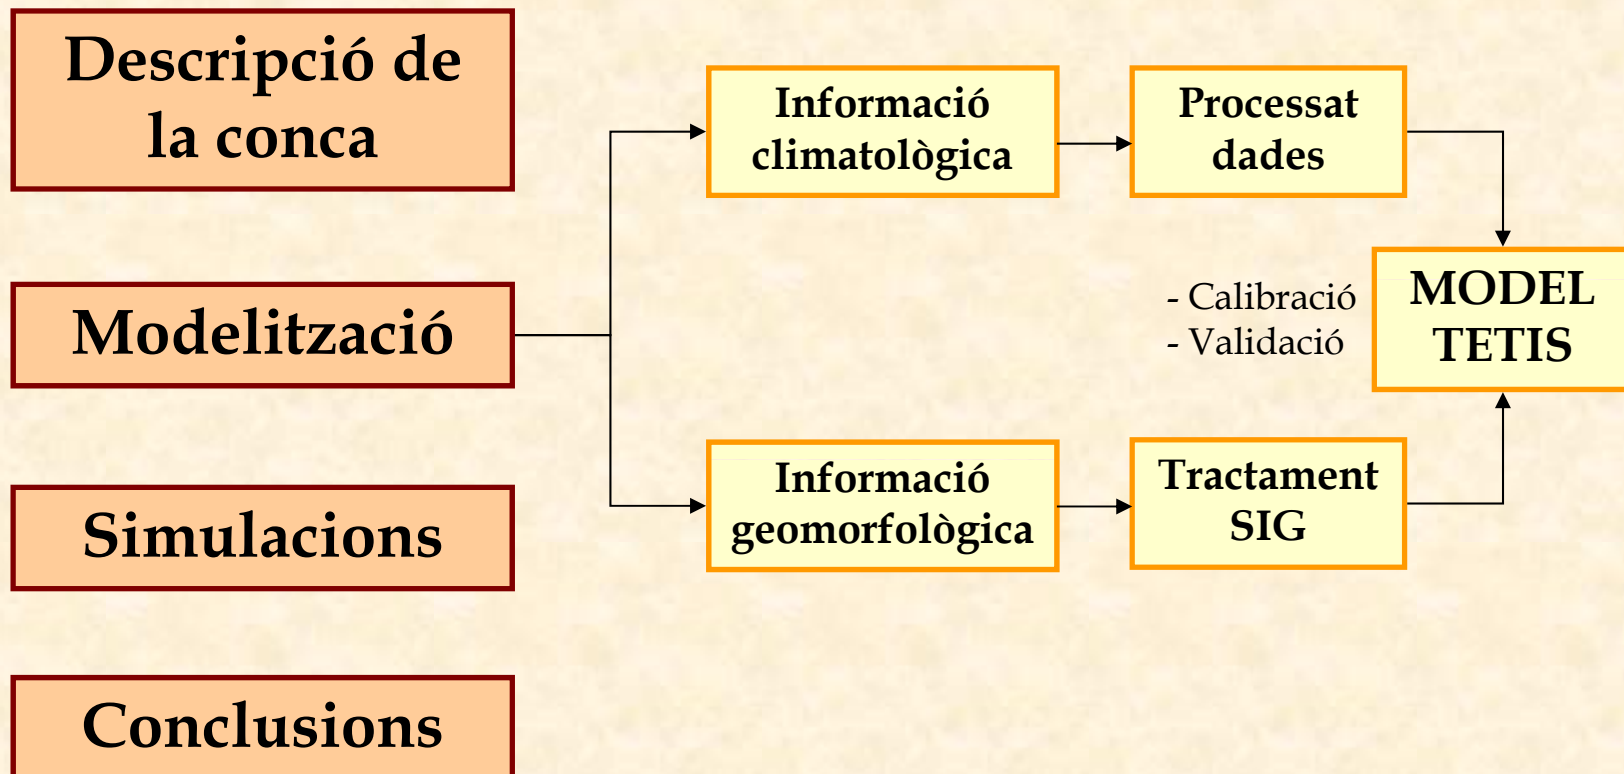 Descripció de
la conca
Modelització
Simulacions
Conclusions
Informació
climatològica
Processat
dades
- Calibració
- Validació
MODEL
TETIS
Informació
geomorfològica
Tractament
SIG